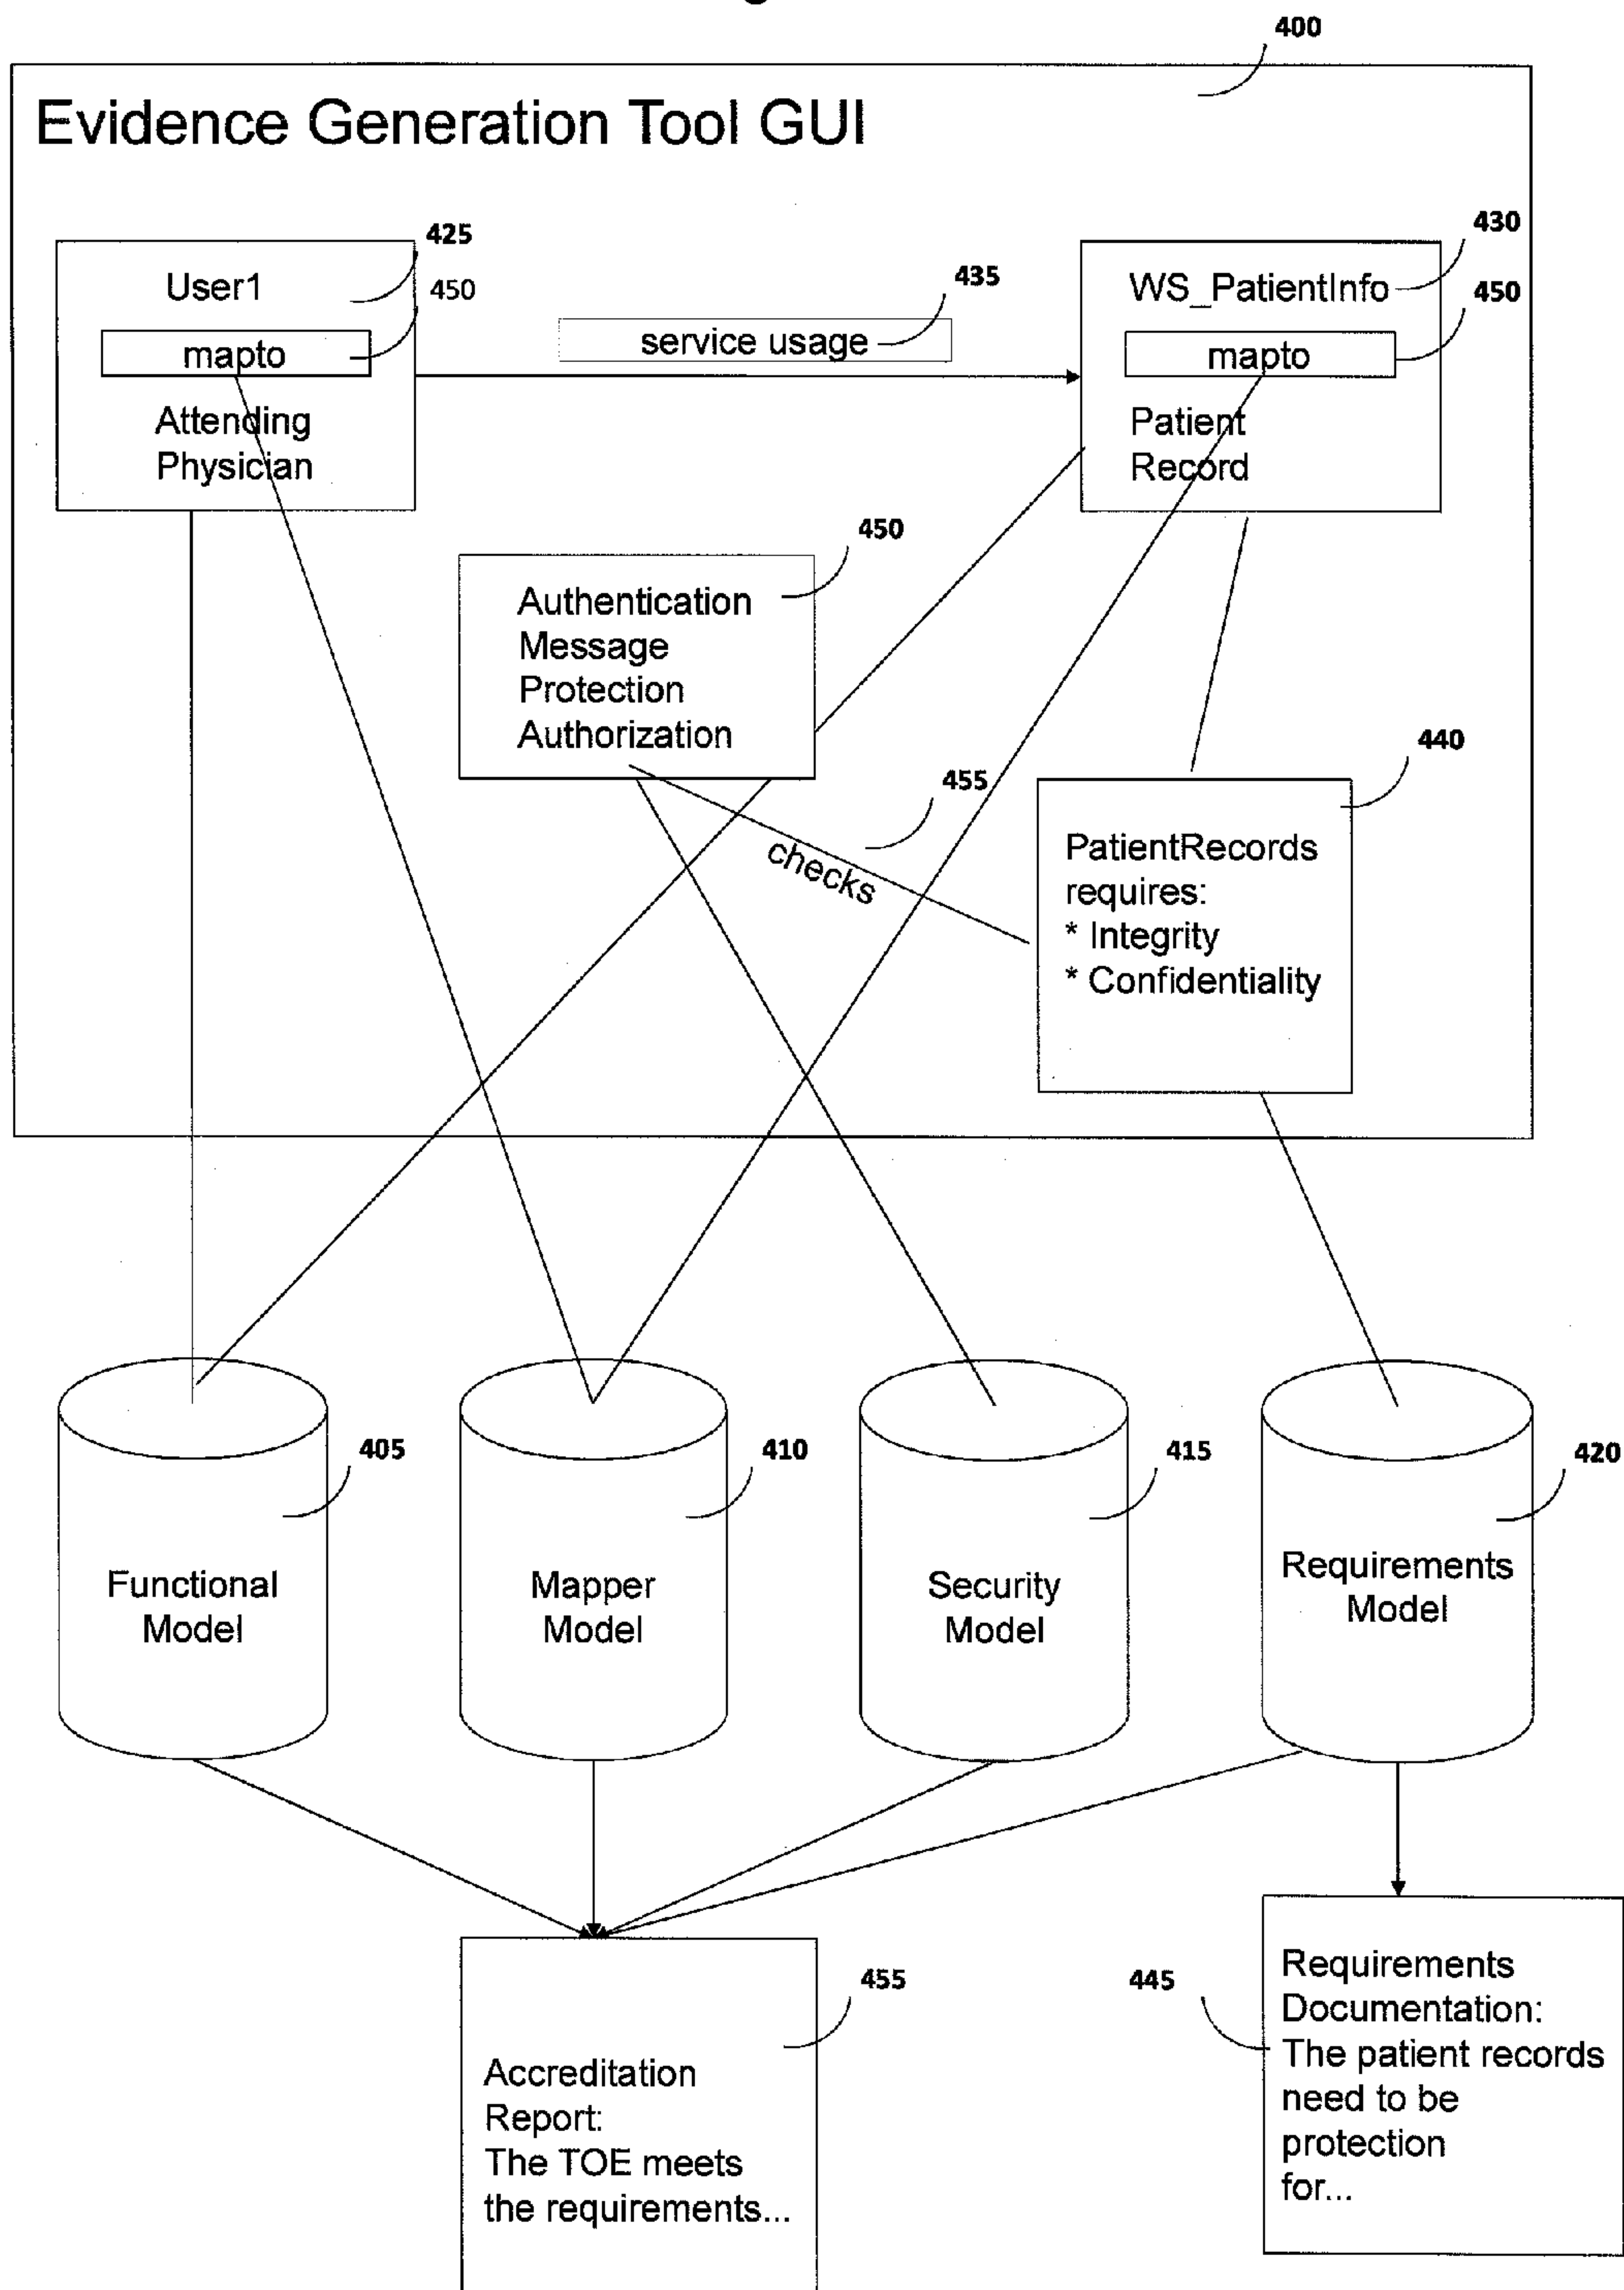 400
Evidence Generation Tool GUI
425
User1
450
mapto
Attending
Physician
435
service usage
430
WS_PatientInfo
450
mapto
Patient
Record
450
Authentication
Message
Protection
Authorization
455
checks
440
PatientRecords
requires:
* Integrity
* Confidentiality
405
Functional
Model
410
Mapper
Model
415
Security
Model
420
Requirements
Model
455
Accreditation
Report:
The TOE meets
the requirements...
445
Requirements
Documentation:
The patient records
need to be
protection
for...